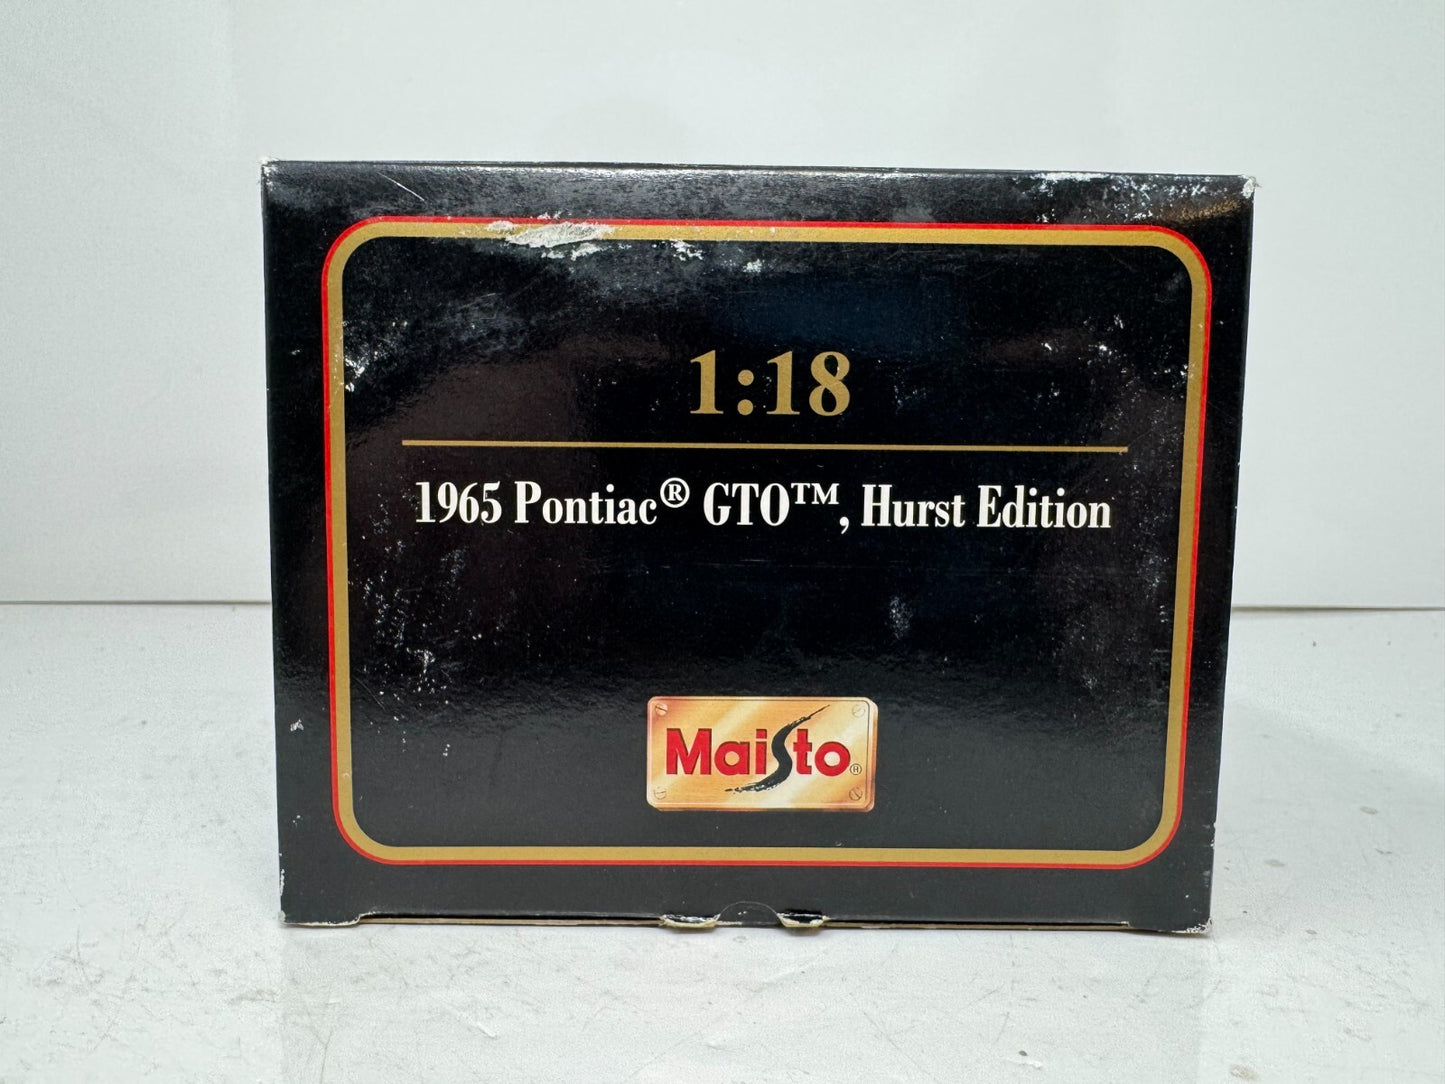 1:18
1965 Pontiac® GTO™, Hurst Edition
Maisto®